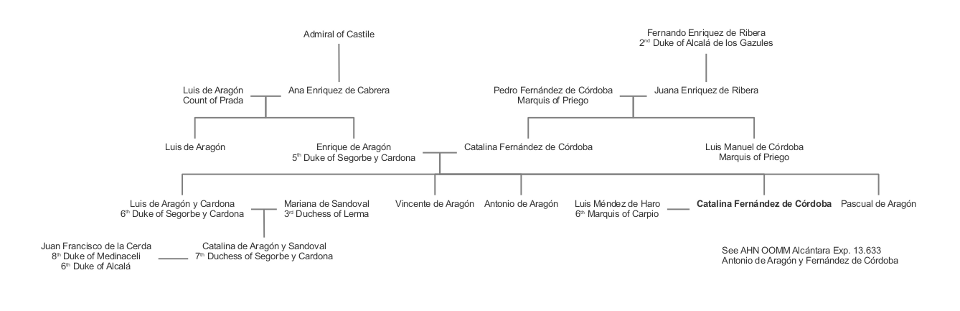 Admiral of Castile
Fernando Enriquez de Ribera
2nd Duke of Alcalá de los Gazules
Luis de Aragón
Count of Prada
Ana Enriquez de Cabrera
Pedro Fernández de Córdoba
Marquis of Priego
Juana Enriquez de Ribera
Luis de Aragón
Enrique de Aragón
5th Duke of Segorbe y Cardona
Catalina Fernández de Córdoba
Luis Manuel de Córdoba
Marquis of Priego
Luis de Aragón y Cardona
6th Duke of Segorbe y Cardona
Mariana de Sandoval
3rd Duchess of Lerma
Vincente de Aragón
Antonio de Aragón
Luis Méndez de Haro
6th Marquis of Carpio
Catalina Fernández de Córdoba
Pascual de Aragón
Juan Francisco de la Cerda
8th Duke of Medinaceli
6th Duke of Alcalá
Catalina de Aragón y Sandoval
7th Duchess of Segorbe y Cardona
See AHN OOMM Alcántara Exp. 13.633
Antonio de Aragón y Fernández de Córdoba